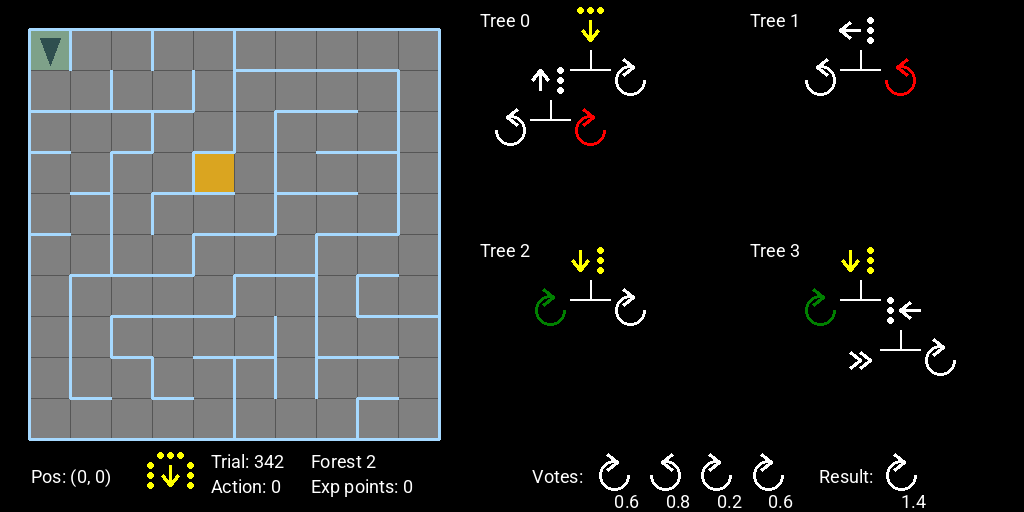 Tree 0
Tree 1
Tree 2
Tree 3
Pos: (0, 0)
Trial: 342
Forest 2
Action: 0
Exp points: 0
Votes:
0.6
0.8
0.2
0.6
Result:
1.4